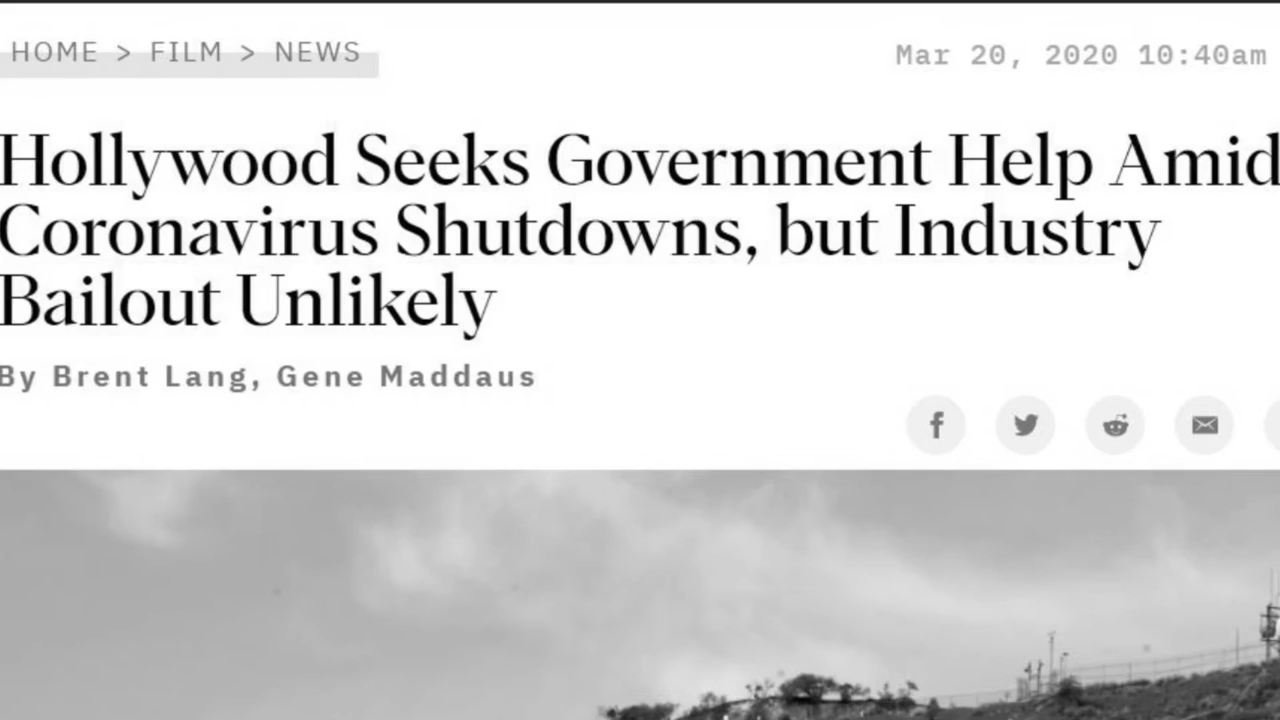 HOME > FILM > NEWS
Mar 20, 2020 10:40am
Hollywood Seeks Government Help Amid
Coronavirus Shutdowns, but Industry
Bailout Unlikely
By Brent Lang, Gene Maddaus